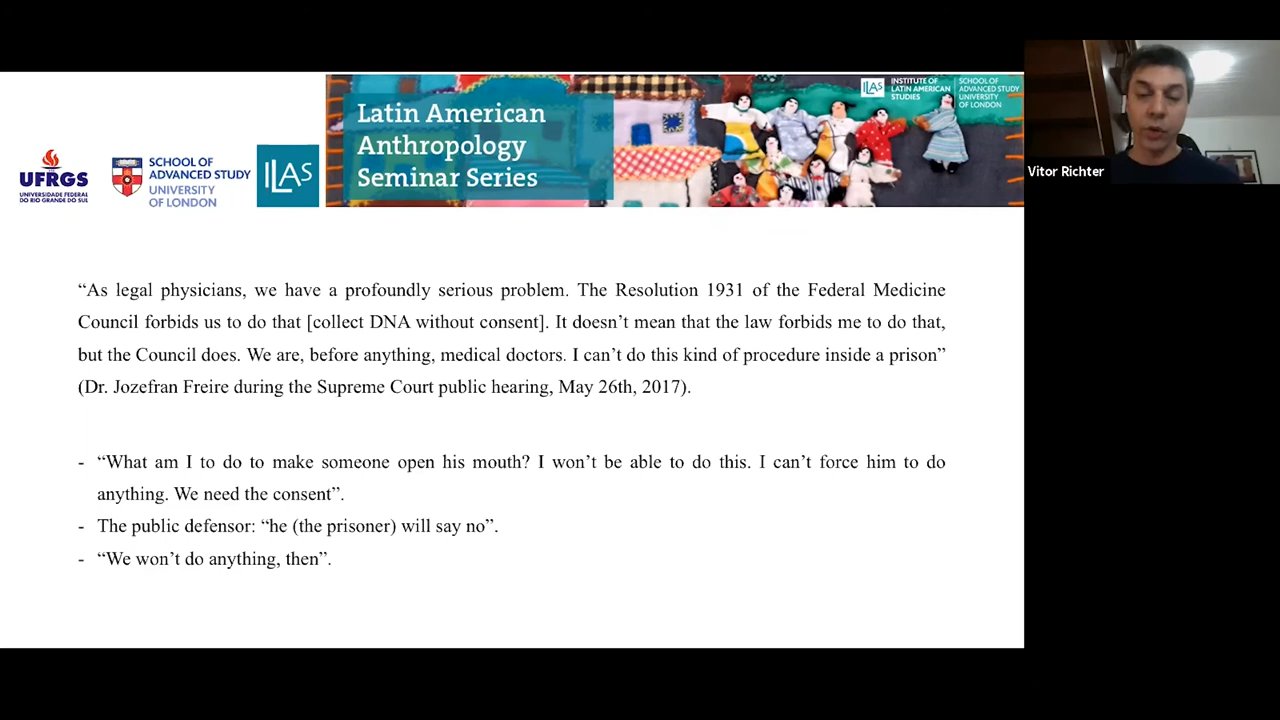 INSTITUTE OF
LATIN AMERICAN
STUDIES
SCHOOL OF
ADVANCED STUDY
UNIVERSITY
OF LONDON
ILAS
Latin American
Anthropology
Seminar Series
UFRGS
UNIVERSIDADE FEDERAL
DO RIO GRANDE DO SUL
SCHOOL OF
ADVANCED STUDY
UNIVERSITY
OF LONDON
ILAS
Vitor Richter
“As legal physicians, we have a profoundly serious problem. The Resolution 1931 of the Federal Medicine
Council forbids us to do that [collect DNA without consent]. It doesn’t mean that the law forbids me to do that,
but the Council does. We are, before anything, medical doctors. I can’t do this kind of procedure inside a prison”
(Dr. Jozefran Freire during the Supreme Court public hearing, May 26th, 2017).
- “What am I to do to make someone open his mouth? I won’t be able to do this. I can’t force him to do
anything. We need the consent”.
- The public defensor: “he (the prisoner) will say no”.
- “We won’t do anything, then”.